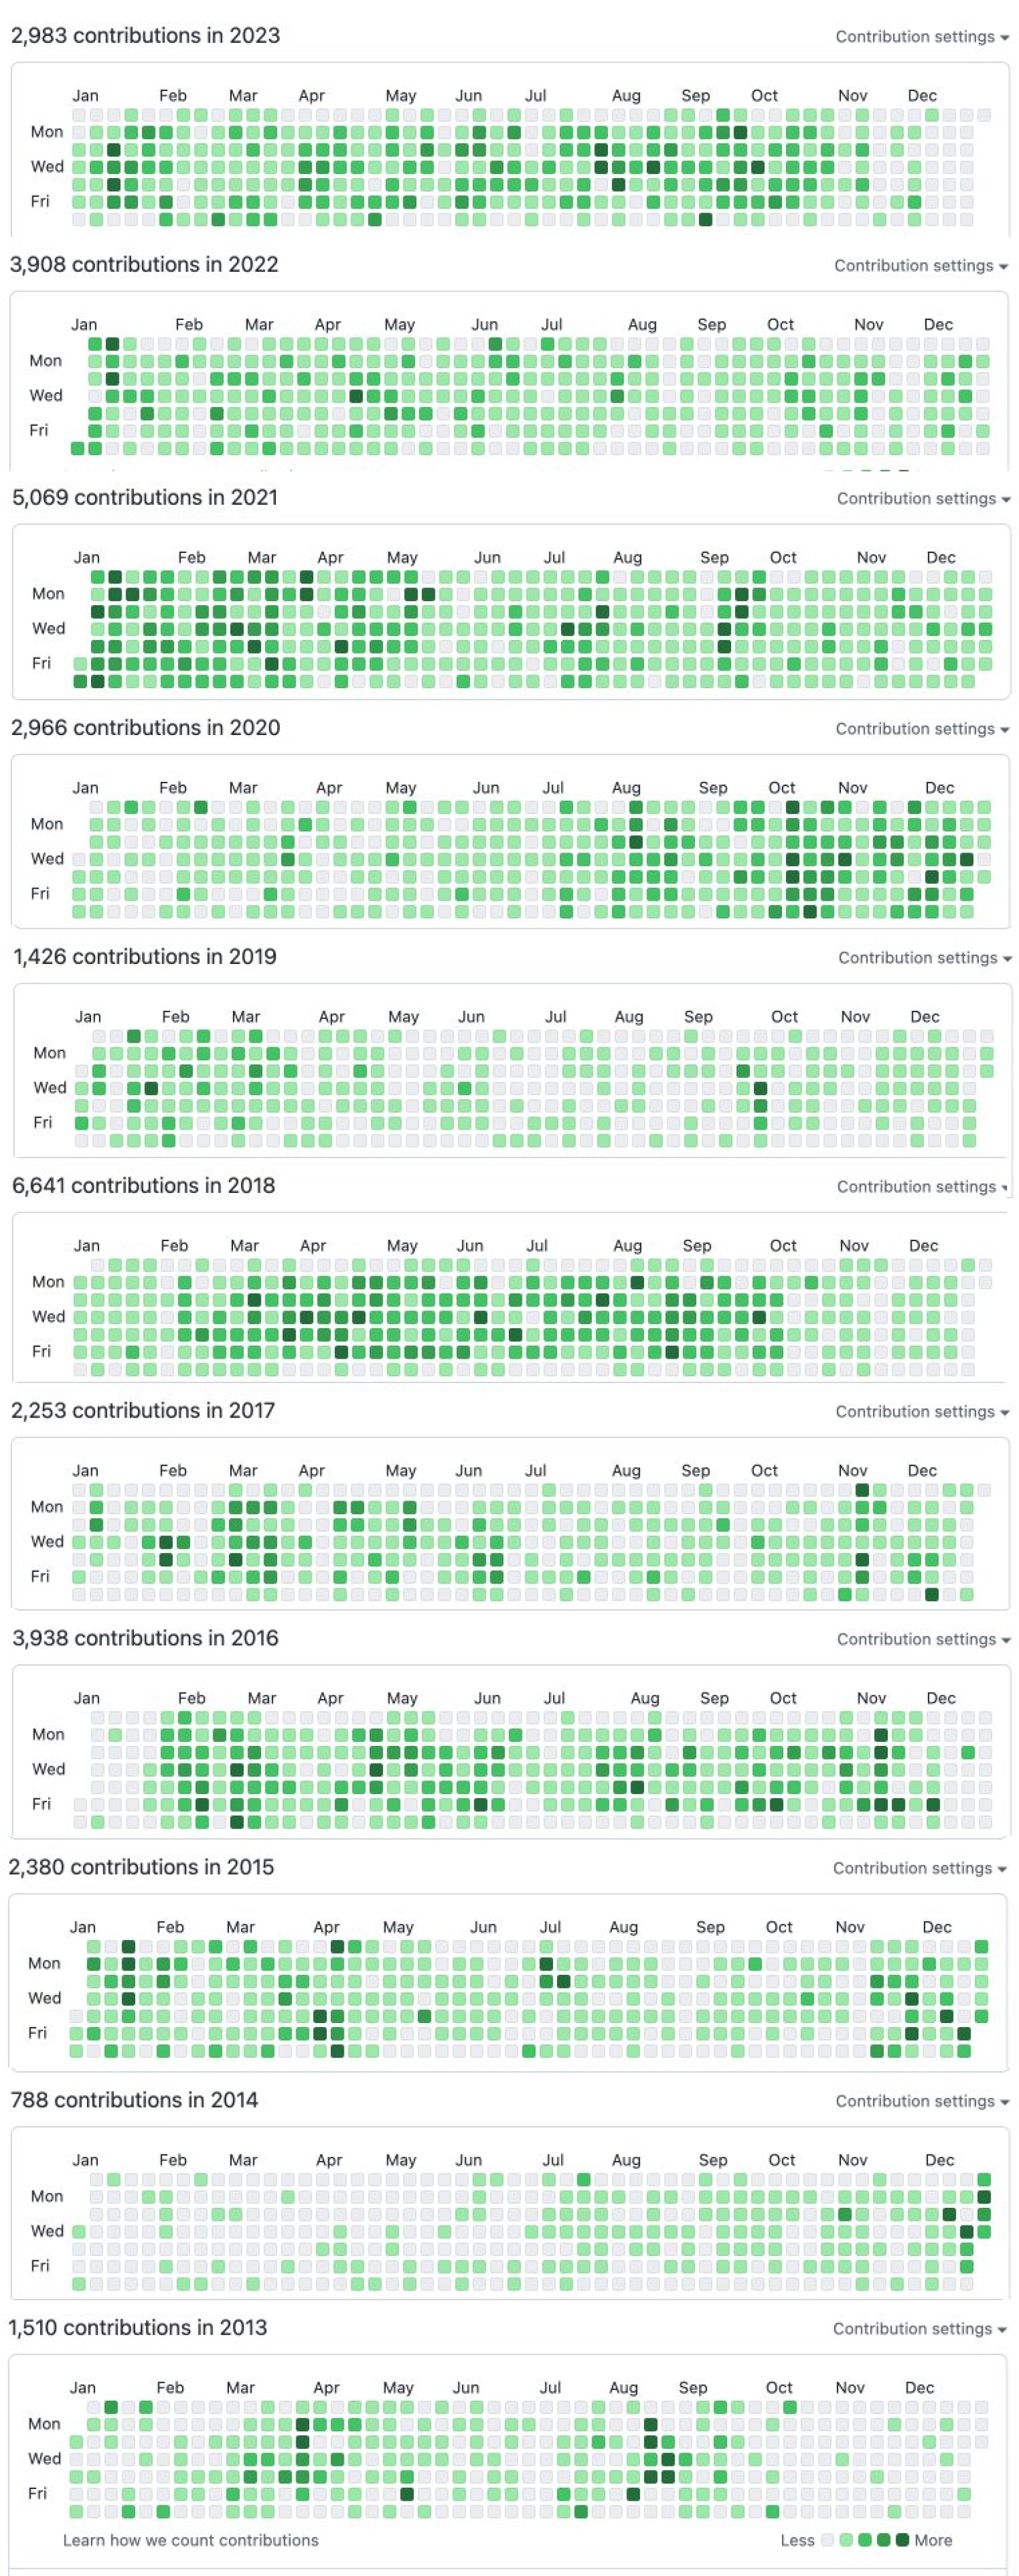 2,983 contributions in 2023
Contribution settings
Jan Feb Mar Apr May Jun Jul Aug Sep Oct Nov Dec
Mon
Wed
Fri
3,908 contributions in 2022
Contribution settings
Jan Feb Mar Apr May Jun Jul Aug Sep Oct Nov Dec
Mon
Wed
Fri
5,069 contributions in 2021
Contribution settings
Jan Feb Mar Apr May Jun Jul Aug Sep Oct Nov Dec
Mon
Wed
Fri
2,966 contributions in 2020
Contribution settings
Jan Feb Mar Apr May Jun Jul Aug Sep Oct Nov Dec
Mon
Wed
Fri
1,426 contributions in 2019
Contribution settings
Jan Feb Mar Apr May Jun Jul Aug Sep Oct Nov Dec
Mon
Wed
Fri
6,641 contributions in 2018
Contribution settings
Jan Feb Mar Apr May Jun Jul Aug Sep Oct Nov Dec
Mon
Wed
Fri
2,253 contributions in 2017
Contribution settings
Jan Feb Mar Apr May Jun Jul Aug Sep Oct Nov Dec
Mon
Wed
Fri
3,938 contributions in 2016
Contribution settings
Jan Feb Mar Apr May Jun Jul Aug Sep Oct Nov Dec
Mon
Wed
Fri
2,380 contributions in 2015
Contribution settings
Jan Feb Mar Apr May Jun Jul Aug Sep Oct Nov Dec
Mon
Wed
Fri
788 contributions in 2014
Contribution settings
Jan Feb Mar Apr May Jun Jul Aug Sep Oct Nov Dec
Mon
Wed
Fri
1,510 contributions in 2013
Contribution settings
Jan Feb Mar Apr May Jun Jul Aug Sep Oct Nov Dec
Mon
Wed
Fri
Learn how we count contributions
Less More